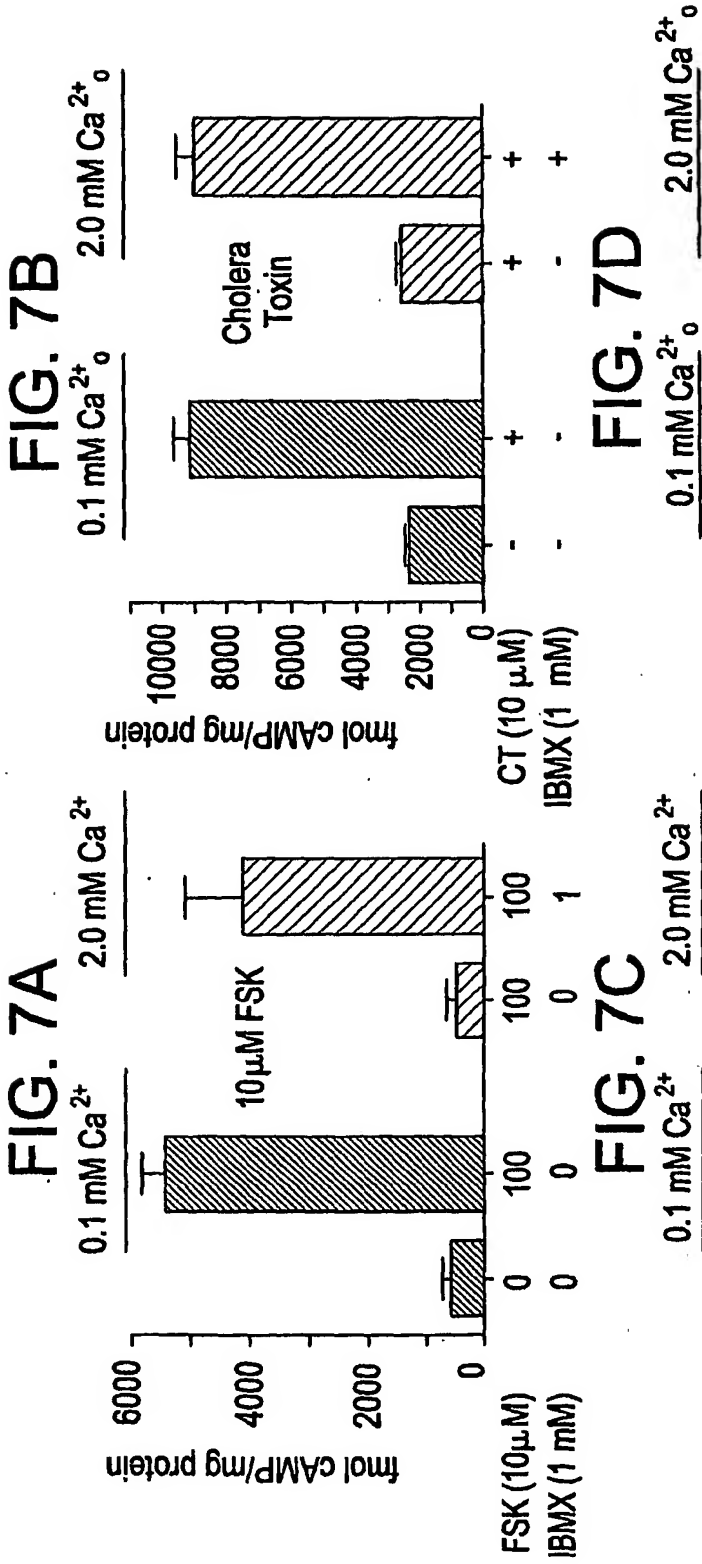 FIG. 7A
0.1 mM Ca2+
2.0 mM Ca2+
fmol cAMP/mg protein
6000
4000
2000
0
10μM FSK
FSK (10μM) 0 100 100 100
IBMX (1 mM) 0 0 0 1
FIG. 7B
0.1 mM Ca2+o
2.0 mM Ca2+o
fmol cAMP/mg protein
10000
8000
6000
4000
2000
0
Cholera
Toxin
CT (10 μM) - + + +
IBMX (1 mM) - - - +
FIG. 7C
0.1 mM Ca2+
2.0 mM Ca2+
FIG. 7D
0.1 mM Ca2+o
2.0 mM Ca2+o